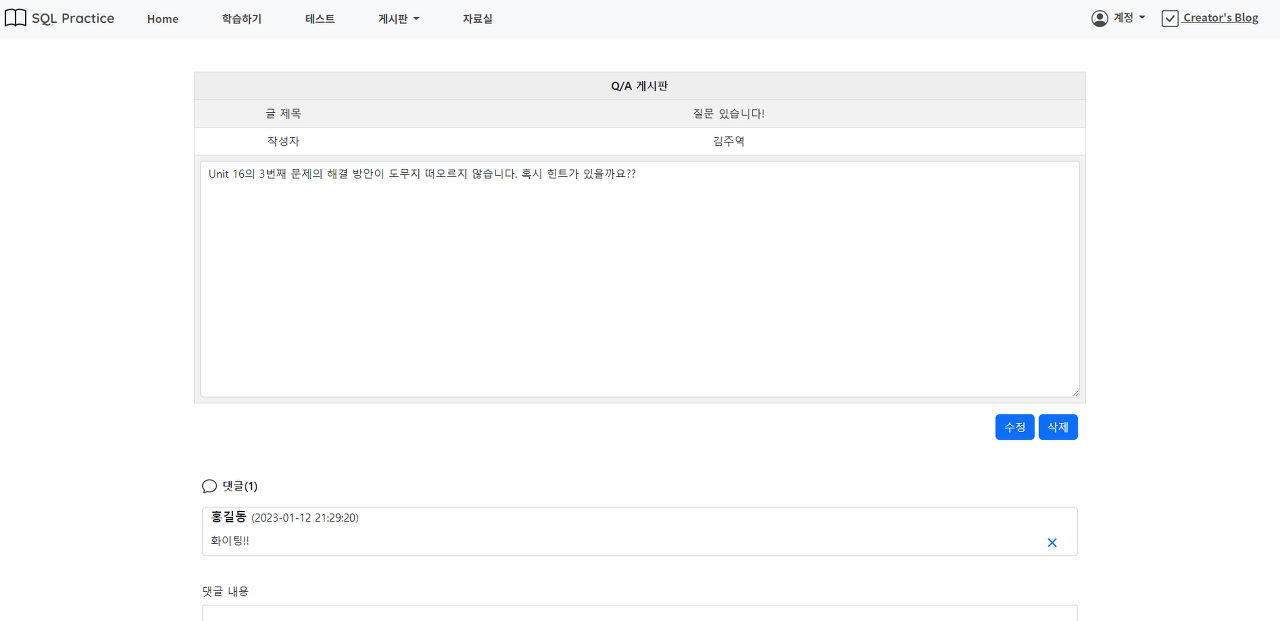 SQL Practice Home 학습하기 테스트 게시판 자료실 계정 Creator's Blog
Q/A 게시판
글 제목 질문 있습니다!
작성자 김주역
Unit 16의 3번째 문제의 해결 방안이 도무지 떠오르지 않습니다. 혹시 힌트가 있을까요??
수정 삭제
댓글(1)
홍길동 (2023-01-12 21:29:20)
화이팅!!
댓글 내용